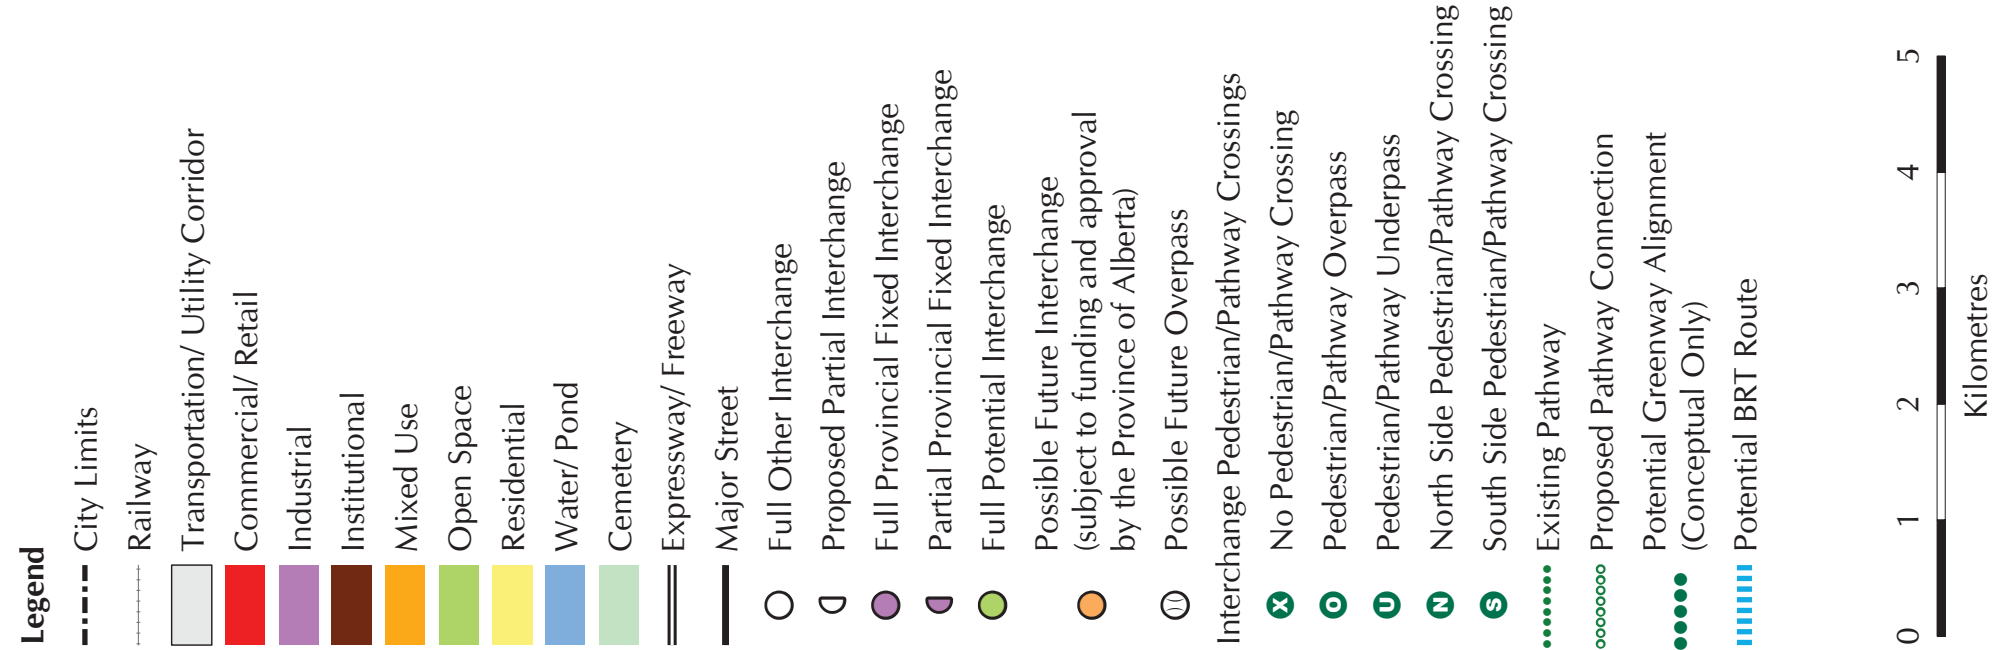 Legend
City Limits
Railway
Transportation/ Utility Corridor
Commercial/ Retail
Industrial
Institutional
Mixed Use
Open Space
Residential
Water/ Pond
Cemetery
Expressway/ Freeway
Major Street
Full Other Interchange
Proposed Partial Interchange
Full Provincial Fixed Interchange
Partial Provincial Fixed Interchange
Full Potential Interchange
Possible Future Interchange
(subject to funding and approval
by the Province of Alberta)
Possible Future Overpass
Interchange Pedestrian/Pathway Crossings
X No Pedestrian/Pathway Crossing
O Pedestrian/Pathway Overpass
U Pedestrian/Pathway Underpass
N North Side Pedestrian/Pathway Crossing
S South Side Pedestrian/Pathway Crossing
Existing Pathway
Proposed Pathway Connection
Potential Greenway Alignment
(Conceptual Only)
Potential BRT Route
0 1 2 3 4 5
Kilometres